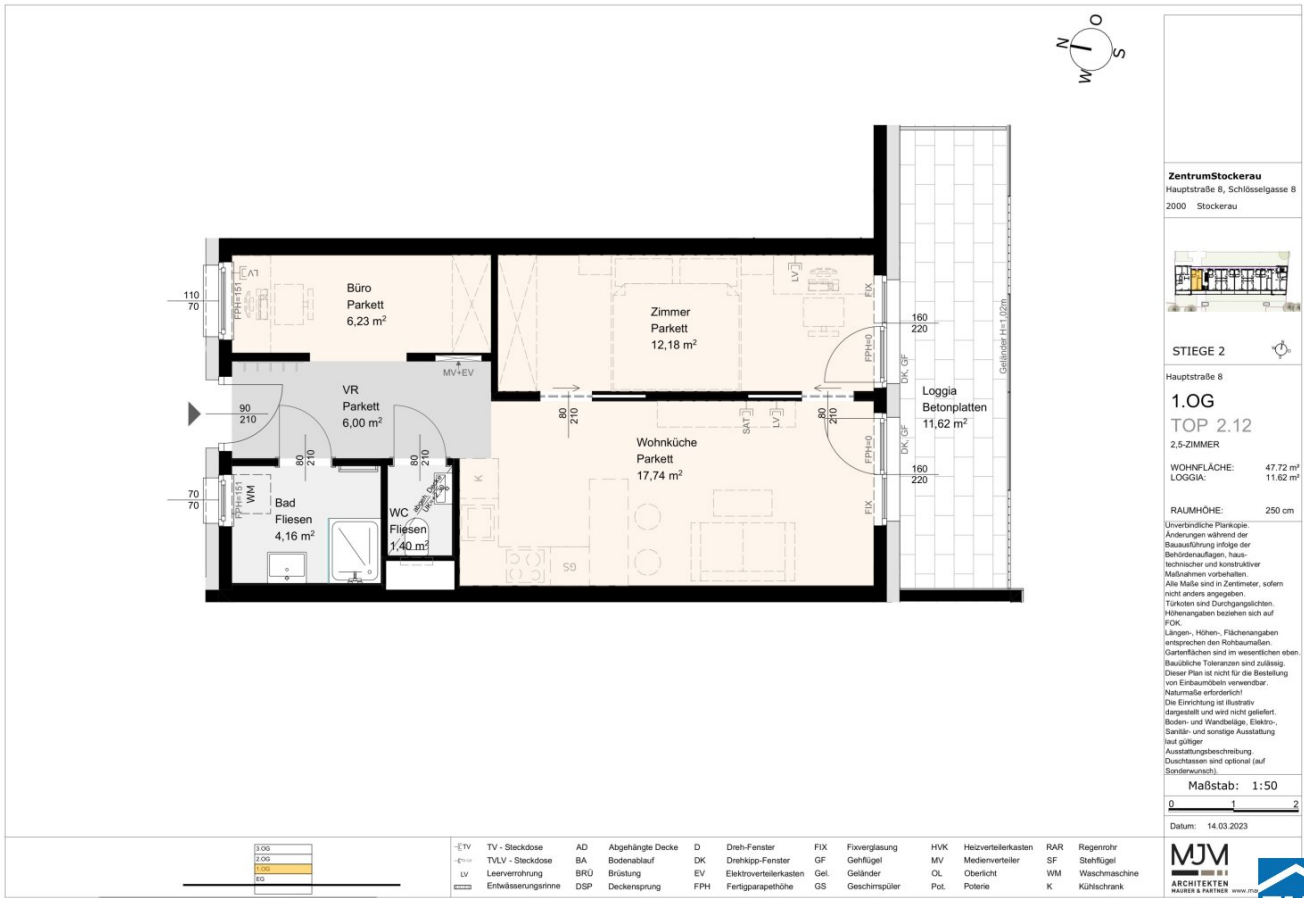 N
O
S
W
ZentrumStockerau
Hauptstraße 8, Schlösselgasse 8
2000 Stockerau
STIEGE 2
Hauptstraße 8
1.OG
TOP 2.12
2,5-ZIMMER
WOHNFLÄCHE: 47.72 m²
LOGGIA: 11.62 m²
RAUMHÖHE: 250 cm
Unverbindliche Plankopie.
Änderungen während der
Bauausführung infolge der
Behördenauflagen, haus-
technischer und konstruktiver
Maßnahmen vorbehalten.
Alle Maße sind in Zentimeter, sofern
nicht anders angegeben.
Türkoten sind Durchgangslichten.
Höhenangaben beziehen sich auf
FOK.
Längen-, Höhen-, Flächenangaben
entsprechen den Rohbaumaßen.
Gartenflächen sind im wesentlichen eben.
Bauübliche Toleranzen sind zulässig.
Dieser Plan ist nicht für die Bestellung
von Einbaumöbeln verwendbar.
Naturmaße erforderlich!
Die Einrichtung ist illustrativ
dargestellt und wird nicht geliefert.
Boden- und Wandbeläge, Elektro-,
Sanitär- und sonstige Ausstattung
laut gültiger
Ausstattungsbeschreibung.
Duschtassen sind optional (auf
Sonderwunsch).
Maßstab: 1:50
0 1 2
Datum: 14.03.2023
MJM
ARCHITEKTEN
MAURER & PARTNER
Büro
Parkett
6,23 m²
LV
FPH=151
110
70
Zimmer
Parkett
12,18 m²
LV
FIX
FPH=0
DK, GF
160
220
VR
Parkett
6,00 m²
MV+EV
90
210
80
210
80
210
80
210
80
210
Wohnküche
Parkett
17,74 m²
SAT
LV
FPH=0
DK, GF
160
220
FIX
K
GS
Loggia
Betonplatten
11,62 m²
Geländer H=1,02m
Bad
Fliesen
4,16 m²
WM
FPH=151
70
70
WC
Fliesen
1,40 m²
abgeh. Decke
3.OG
2.OG
1.OG
EG
TV TV - Steckdose
TVLV - Steckdose
LV Leerverrohrung
Entwässerungsrinne
AD Abgehängte Decke
BA Bodenablauf
BRÜ Brüstung
DSP Deckensprung
D Dreh-Fenster
DK Drehkipp-Fenster
EV Elektroverteilerkasten
FPH Fertigparapethöhe
FIX Fixverglasung
GF Gehflügel
Gel. Geländer
GS Geschirrspüler
HVK Heizverteilerkasten
MV Medienverteiler
OL Oberlicht
Pot. Poterie
RAR Regenrohr
SF Stehflügel
WM Waschmaschine
K Kühlschrank